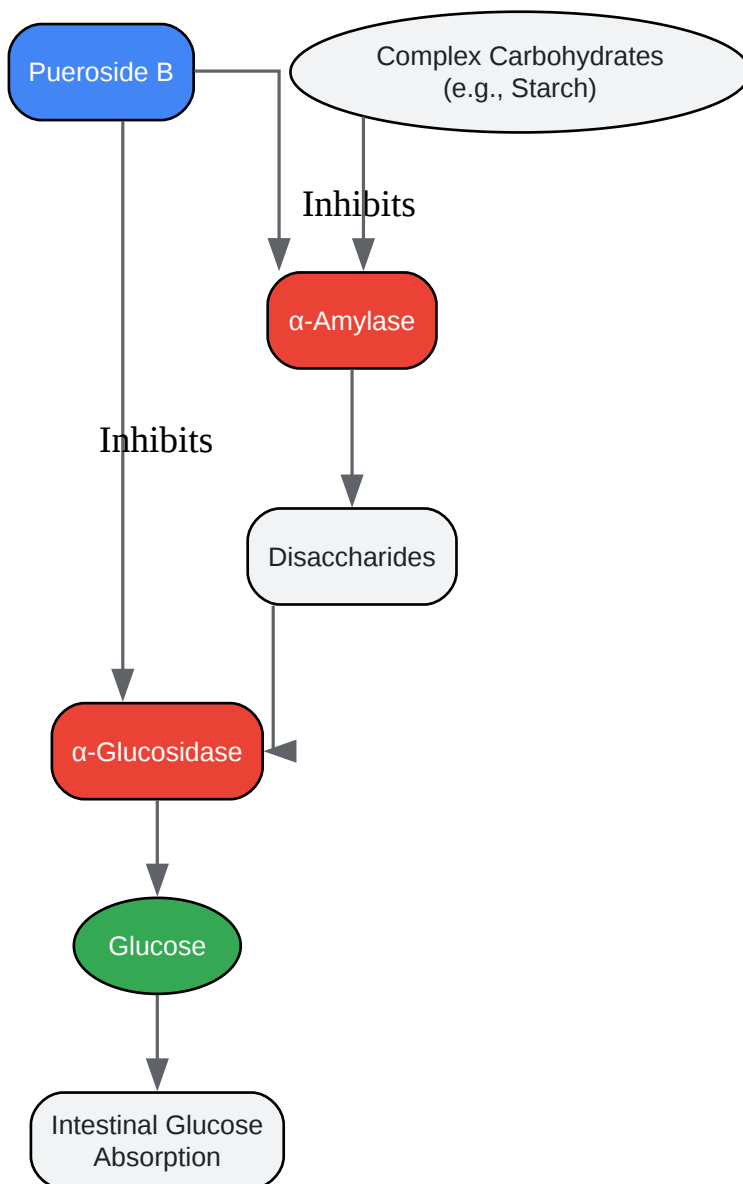 Pueroside B
Complex Carbohydrates
(e.g., Starch)
Inhibits
α-Amylase
Inhibits
Disaccharides
α-Glucosidase
Glucose
Intestinal Glucose
Absorption